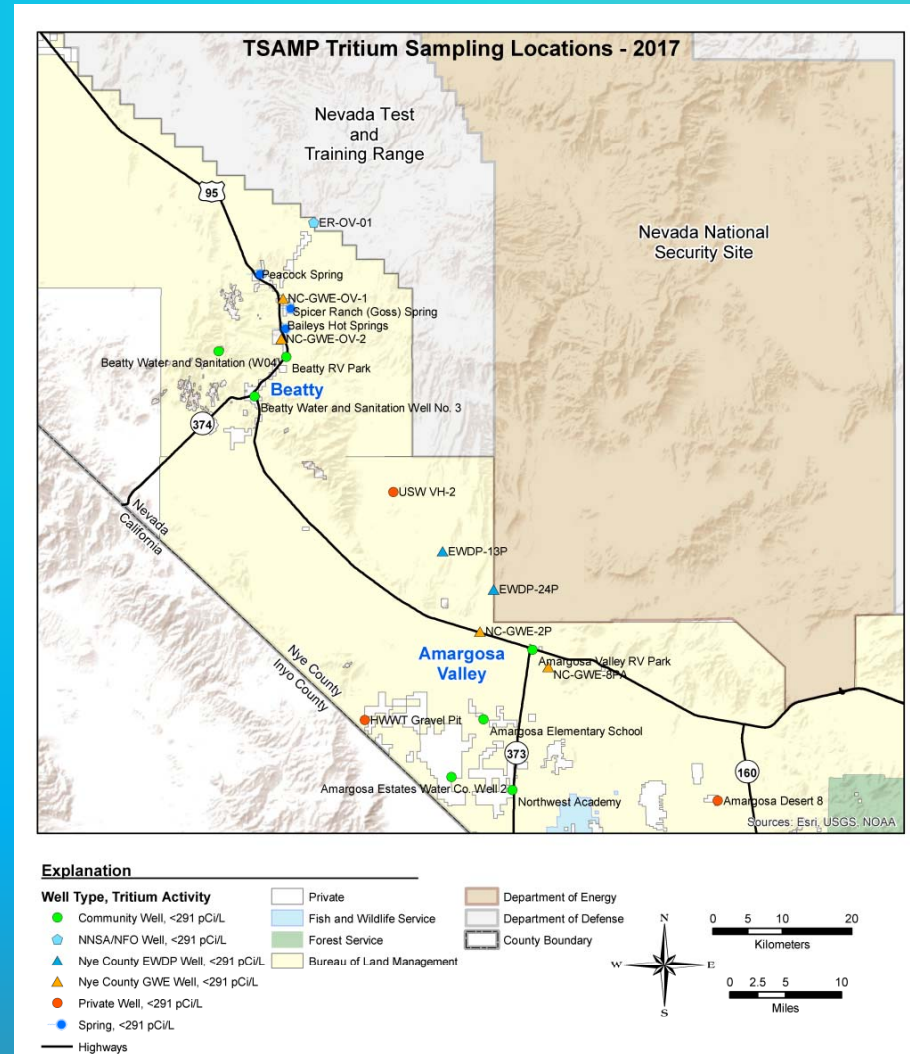 TSAMP Tritium Sampling Locations - 2017
Nevada Test
and
Training Range
Nevada National
Security Site
95
ER-OV-01
Peacock Spring
NC-GWE-OV-1
Spicer Ranch (Goss) Spring
Baileys Hot Springs
NC-GWE-OV-2
Beatty Water and Sanitation (W04)
Beatty RV Park
Beatty
Beatty Water and Sanitation Well No. 3
374
USW VH-2
Nevada
California
EWDP-13P
EWDP-24P
NC-GWE-2P
Amargosa
Valley
Amargosa Valley RV Park
NC-GWE-8PA
Nye County
Inyo County
HWWT Gravel Pit
Amargosa Elementary School
373
160
Amargosa Estates Water Co. Well 2
Northwest Academy
Amargosa Desert 8
Sources: Esri, USGS, NOAA
Explanation
Well Type, Tritium Activity
Community Well, <291 pCi/L
NNSA/NFO Well, <291 pCi/L
Nye County EWDP Well, <291 pCi/L
Nye County GWE Well, <291 pCi/L
Private Well, <291 pCi/L
Spring, <291 pCi/L
Highways
Private
Fish and Wildlife Service
Forest Service
Bureau of Land Management
Department of Energy
Department of Defense
County Boundary
N
W E
S
0 5 10 20
Kilometers
0 2.5 5 10
Miles